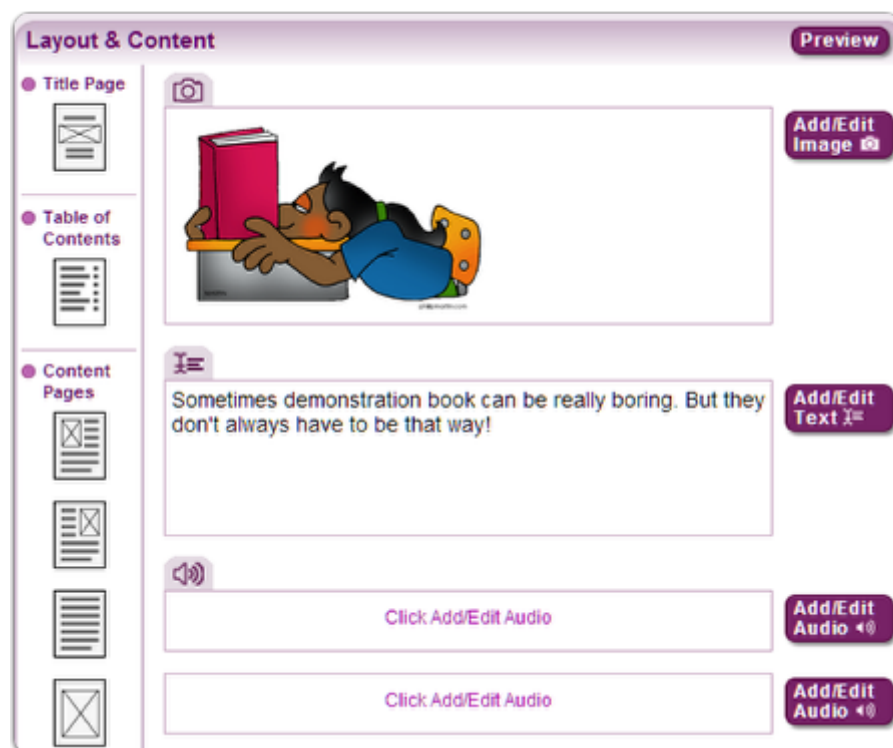 Layout & Content
Preview
Title Page
Table of
Contents
Content
Pages
Add/Edit
Image
Sometimes demonstration book can be really boring. But they
don't always have to be that way!
Add/Edit
Text
Click Add/Edit Audio
Add/Edit
Audio
Click Add/Edit Audio
Add/Edit
Audio